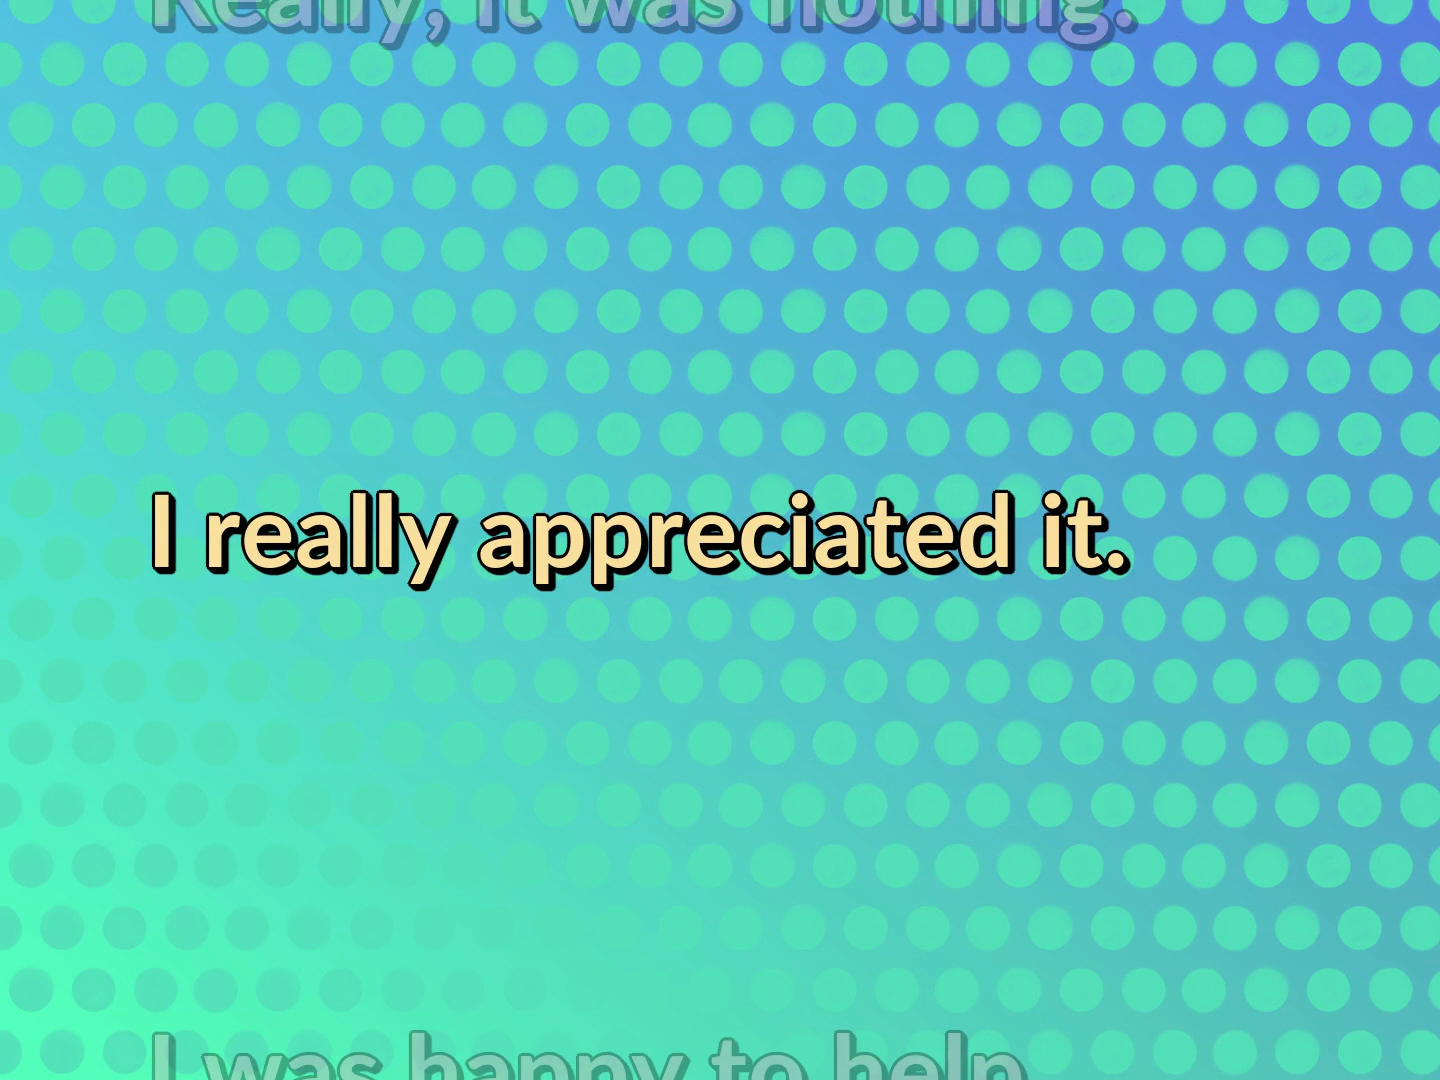 Really, it was nothing.
I really appreciated it.
I was happy to help